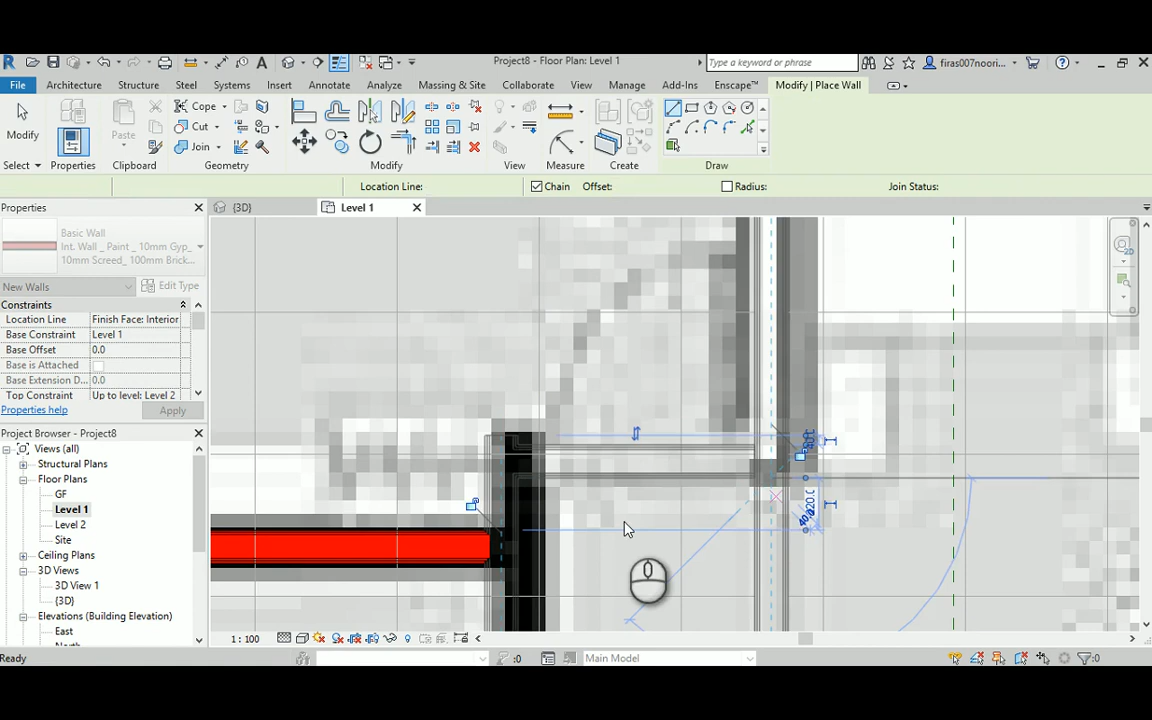 Project8 - Floor Plan: Level 1
Type a keyword or phrase
firas007noori...
File
Architecture
Structure
Steel
Systems
Insert
Annotate
Analyze
Massing & Site
Collaborate
View
Manage
Add-Ins
Enscape™
Modify | Place Wall
Modify
Paste
Cope
Cut
Join
Select
Properties
Clipboard
Geometry
Modify
View
Measure
Create
Draw
Location Line:
Chain
Offset:
Radius:
Join Status:
Properties
{3D}
Level 1
Basic Wall
Int. Wall _ Paint _ 10mm Gyp_
10mm Screed_ 100mm Brick...
New Walls
Edit Type
Constraints
Location Line Finish Face: Interior
Base Constraint Level 1
Base Offset 0.0
Base is Attached
Base Extension D... 0.0
Top Constraint Up to level: Level 2
Properties help
Apply
Project Browser - Project8
Views (all)
Structural Plans
Floor Plans
GF
Level 1
Level 2
Site
Ceiling Plans
3D Views
3D View 1
{3D}
Elevations (Building Elevation)
East
1 : 100
Ready
:0
Main Model
:0